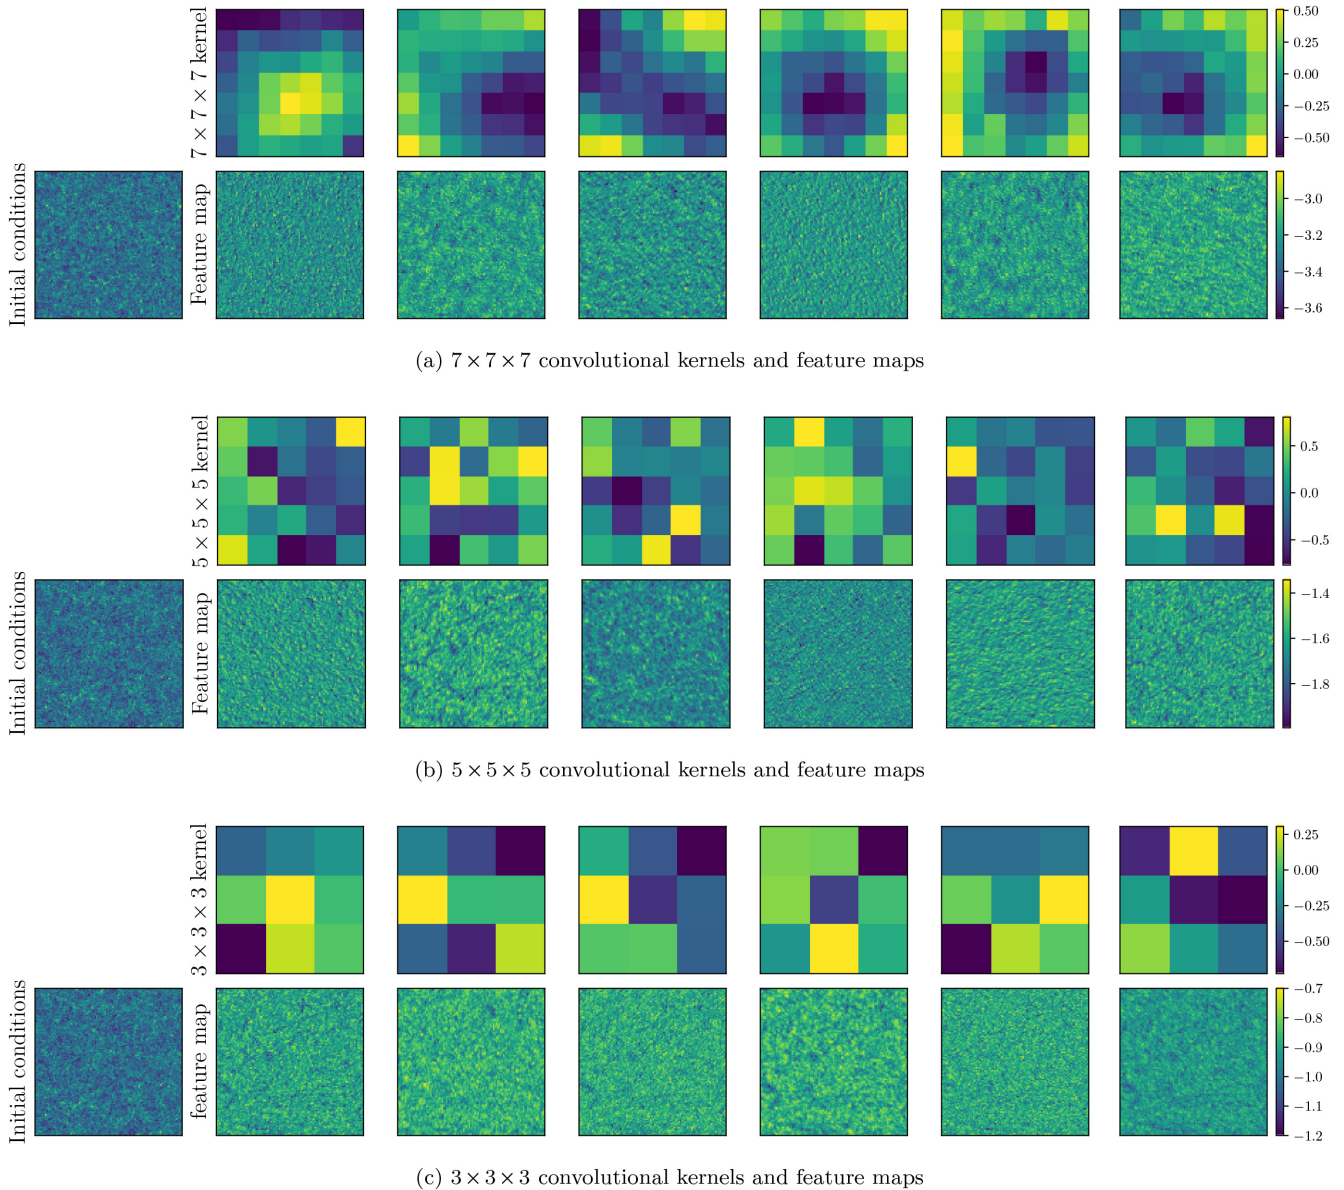 7 × 7 × 7 kernel
0.50
0.25
0.00
−0.25
−0.50
Initial conditions
Feature map
−3.0
−3.2
−3.4
−3.6
(a) 7×7×7 convolutional kernels and feature maps
5 × 5 × 5 kernel
0.5
0.0
−0.5
Initial conditions
Feature map
−1.4
−1.6
−1.8
(b) 5×5×5 convolutional kernels and feature maps
3 × 3 × 3 kernel
0.25
0.00
−0.25
−0.50
Initial conditions
feature map
−0.7
−0.8
−0.9
−1.0
−1.1
−1.2
(c) 3×3×3 convolutional kernels and feature maps